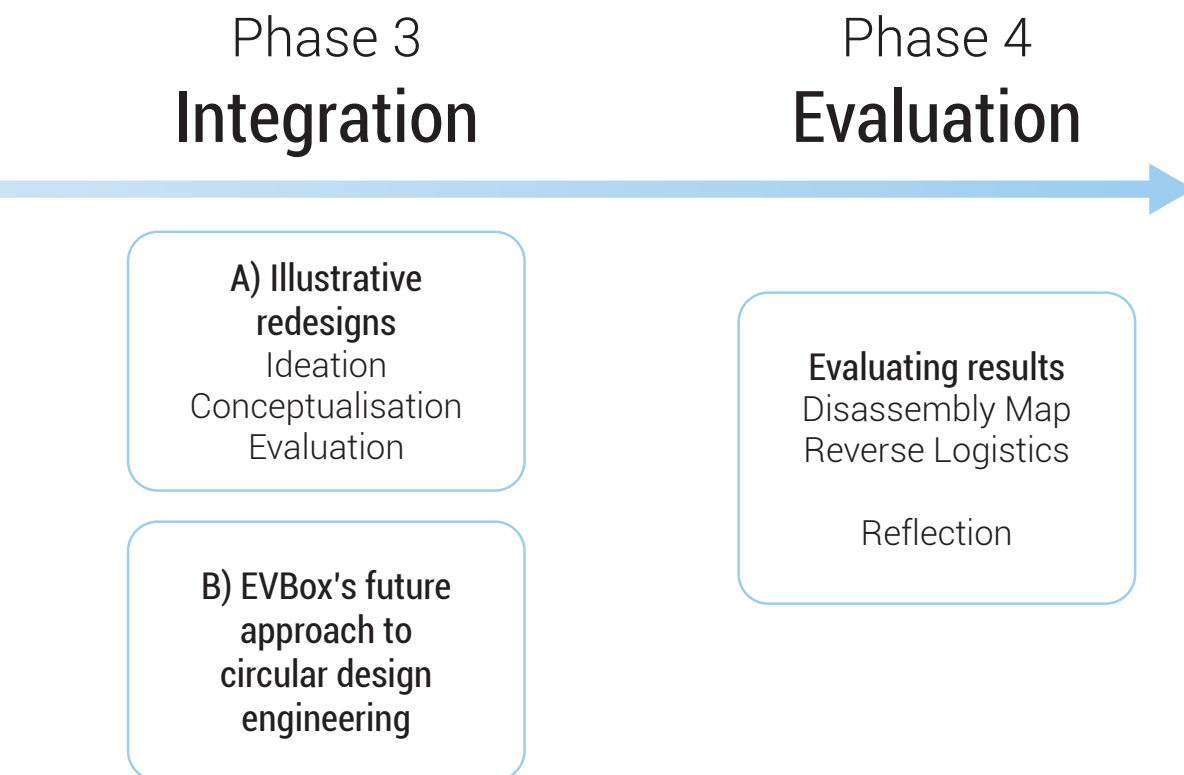 Phase 3
Integration
A) Illustrative
redesigns
Ideation
Conceptualisation
Evaluation
B) EVBox's future
approach to
circular design
engineering
Phase 4
Evaluation
Evaluating results
Disassembly Map
Reverse Logistics
Reflection